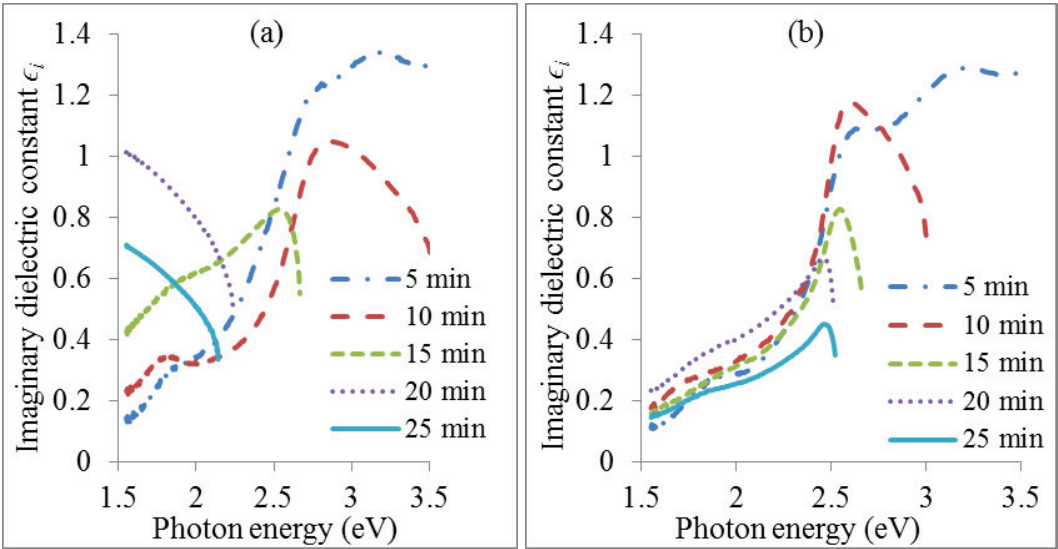 (a)
Imaginary dielectric constant ϵi
1.4
1.2
1
0.8
0.6
0.4
0.2
0
5 min
10 min
15 min
20 min
25 min
1.5
2
2.5
3
3.5
Photon energy (eV)
(b)
Imaginary dielectric constant ϵi
1.4
1.2
1
0.8
0.6
0.4
0.2
0
5 min
10 min
15 min
20 min
25 min
1.5
2
2.5
3
3.5
Photon energy (eV)